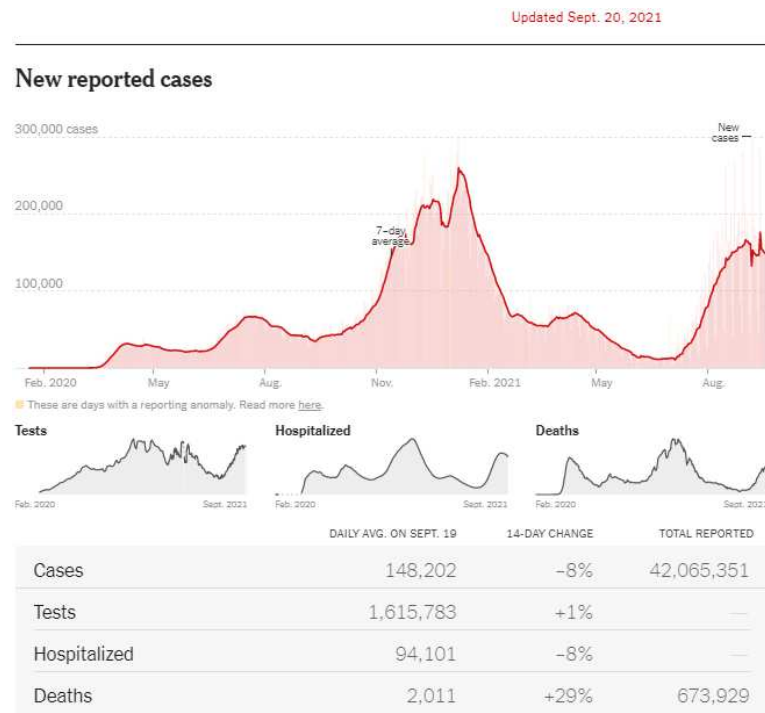 Updated Sept. 20, 2021
New reported cases
300,000 cases
New
cases
200,000
7–day
average
100,000
Feb. 2020 May Aug. Nov. Feb. 2021 May Aug.
These are days with a reporting anomaly. Read more here.
Tests Hospitalized Deaths
Feb. 2020 Sept. 2021 Feb. 2020 Sept. 2021 Feb. 2020 Sept. 2021
DAILY AVG. ON SEPT. 19 14-DAY CHANGE TOTAL REPORTED
Cases 148,202 –8% 42,065,351
Tests 1,615,783 +1% —
Hospitalized 94,101 –8% —
Deaths 2,011 +29% 673,929